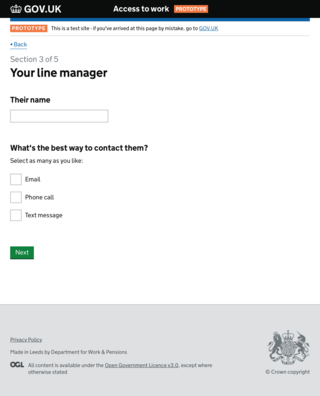 GOV.UK
Access to work PROTOTYPE
PROTOTYPE This is a test site - if you've arrived at this page by mistake, go to GOV.UK
Back
Section 3 of 5
Your line manager
Their name
What's the best way to contact them?
Select as many as you like:
Email
Phone call
Text message
Next
Privacy Policy
Made in Leeds by Department for Work & Pensions
OGL All content is available under the Open Government Licence v3.0, except where
otherwise stated
© Crown copyright